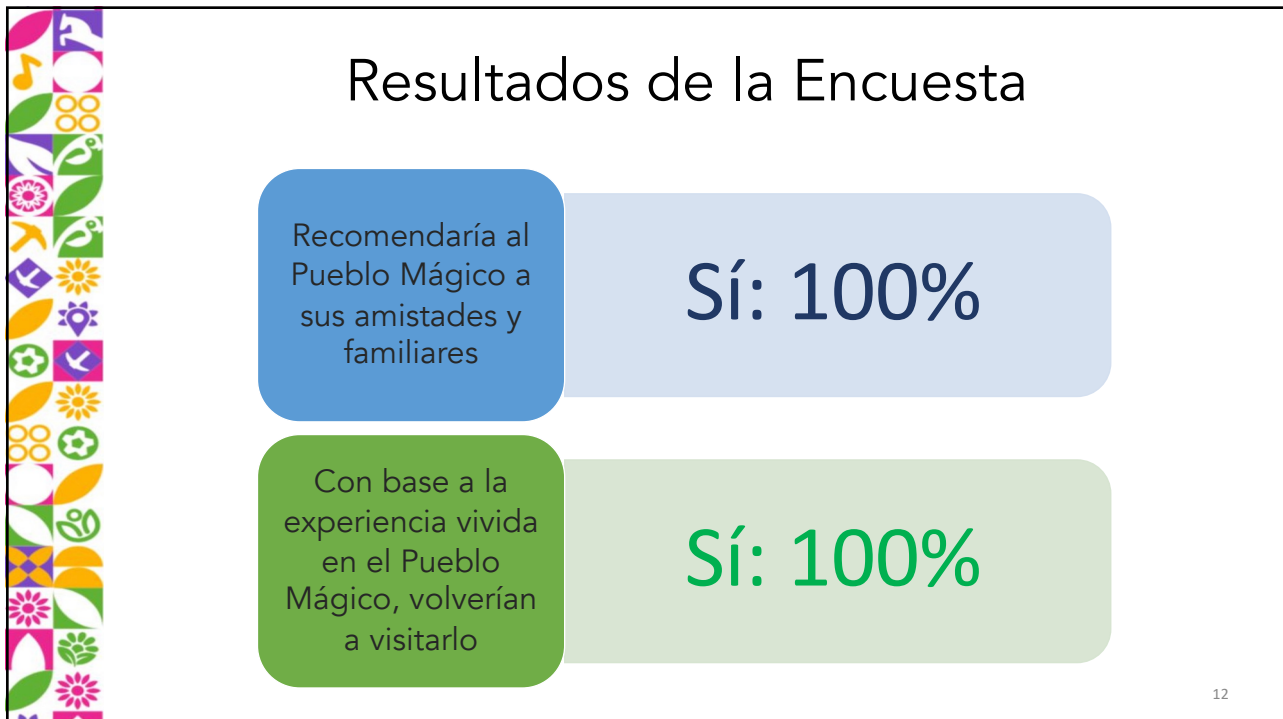 Resultados de la Encuesta
Recomendaría al
Pueblo Mágico a
sus amistades y
familiares
Sí: 100%
Con base a la
experiencia vivida
en el Pueblo
Mágico, volverían
a visitarlo
Sí: 100%
12